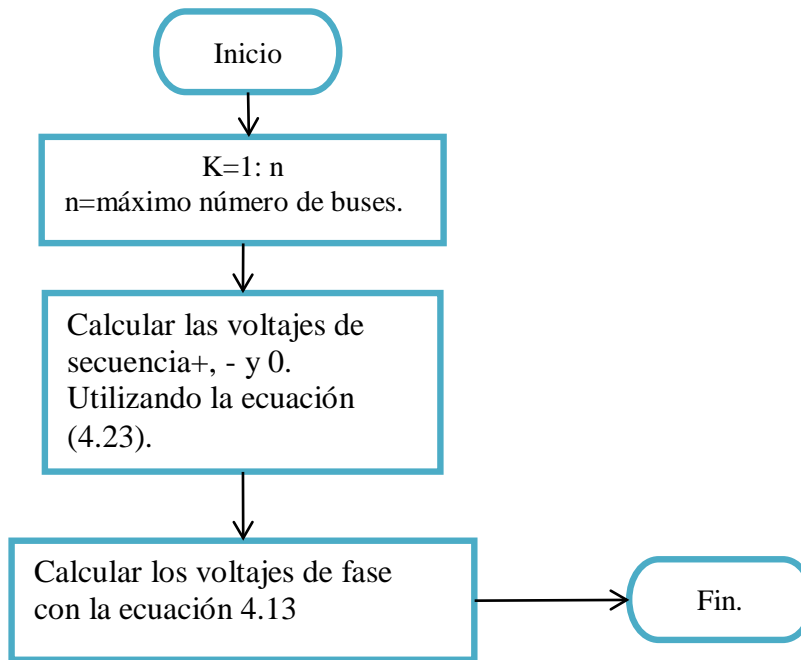 Inicio
K=1: n
n=máximo número de buses.
Calcular las voltajes de
secuencia+, - y 0.
Utilizando la ecuación
(4.23).
Calcular los voltajes de fase
con la ecuación 4.13
Fin.